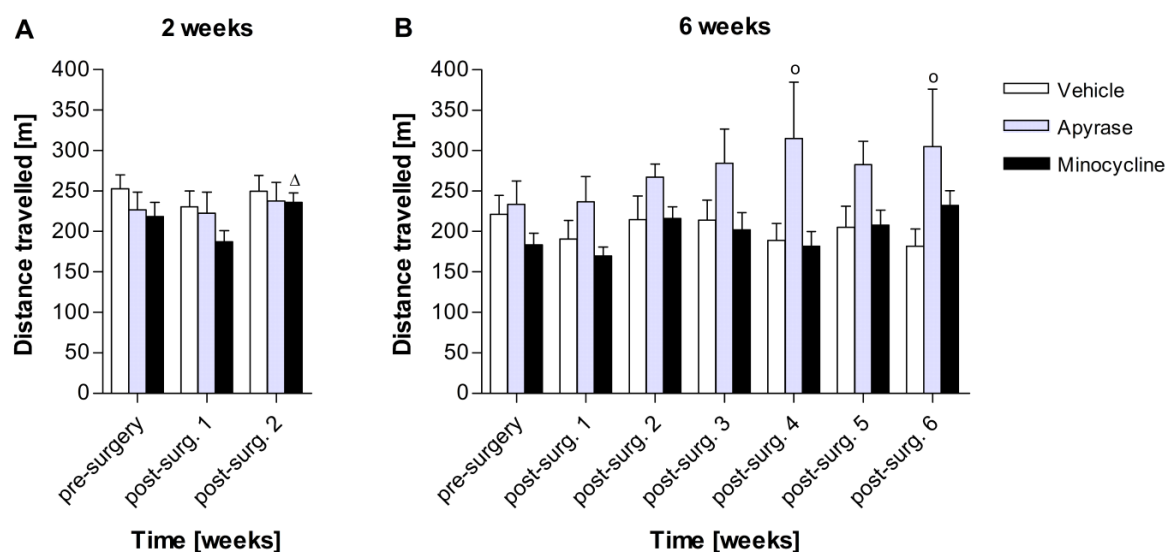 A 2 weeks
Distance travelled [m]
400
350
300
250
200
150
100
50
0
Δ
pre-surgery
post-surg. 1
post-surg. 2
Time [weeks]
B 6 weeks
Distance travelled [m]
400
350
300
250
200
150
100
50
0
o
o
pre-surgery
post-surg. 1
post-surg. 2
post-surg. 3
post-surg. 4
post-surg. 5
post-surg. 6
Time [weeks]
Vehicle
Apyrase
Minocycline